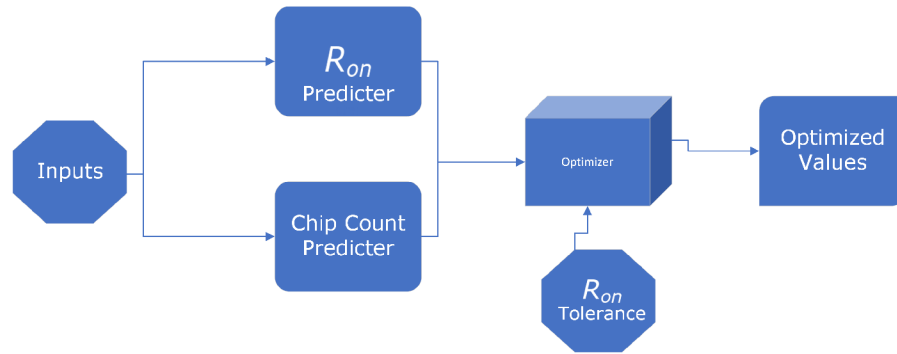 Inputs
Ron
Predicter
Chip Count
Predicter
Optimizer
Ron
Tolerance
Optimized
Values